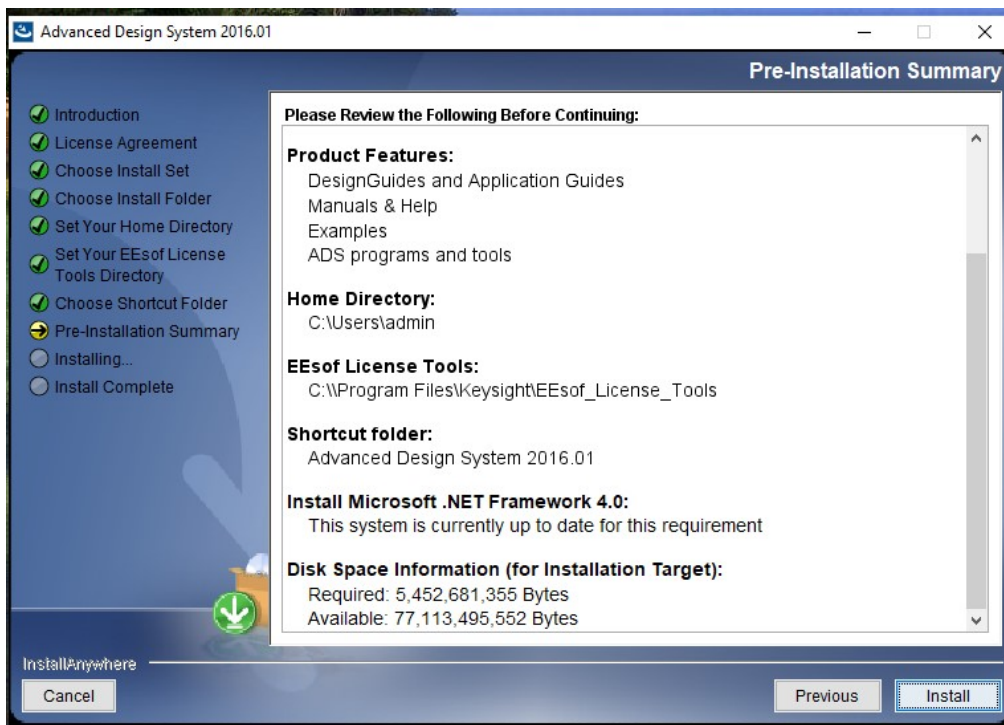 Advanced Design System 2016.01
Pre-Installation Summary
Introduction
License Agreement
Choose Install Set
Choose Install Folder
Set Your Home Directory
Set Your EEsof License
Tools Directory
Choose Shortcut Folder
Pre-Installation Summary
Installing...
Install Complete
Please Review the Following Before Continuing:
Product Features:
DesignGuides and Application Guides
Manuals & Help
Examples
ADS programs and tools
Home Directory:
C:\Users\admin
EEsof License Tools:
C:\\Program Files\Keysight\EEsof_License_Tools
Shortcut folder:
Advanced Design System 2016.01
Install Microsoft .NET Framework 4.0:
This system is currently up to date for this requirement
Disk Space Information (for Installation Target):
Required: 5,452,681,355 Bytes
Available: 77,113,495,552 Bytes
InstallAnywhere
Cancel
Previous
Install